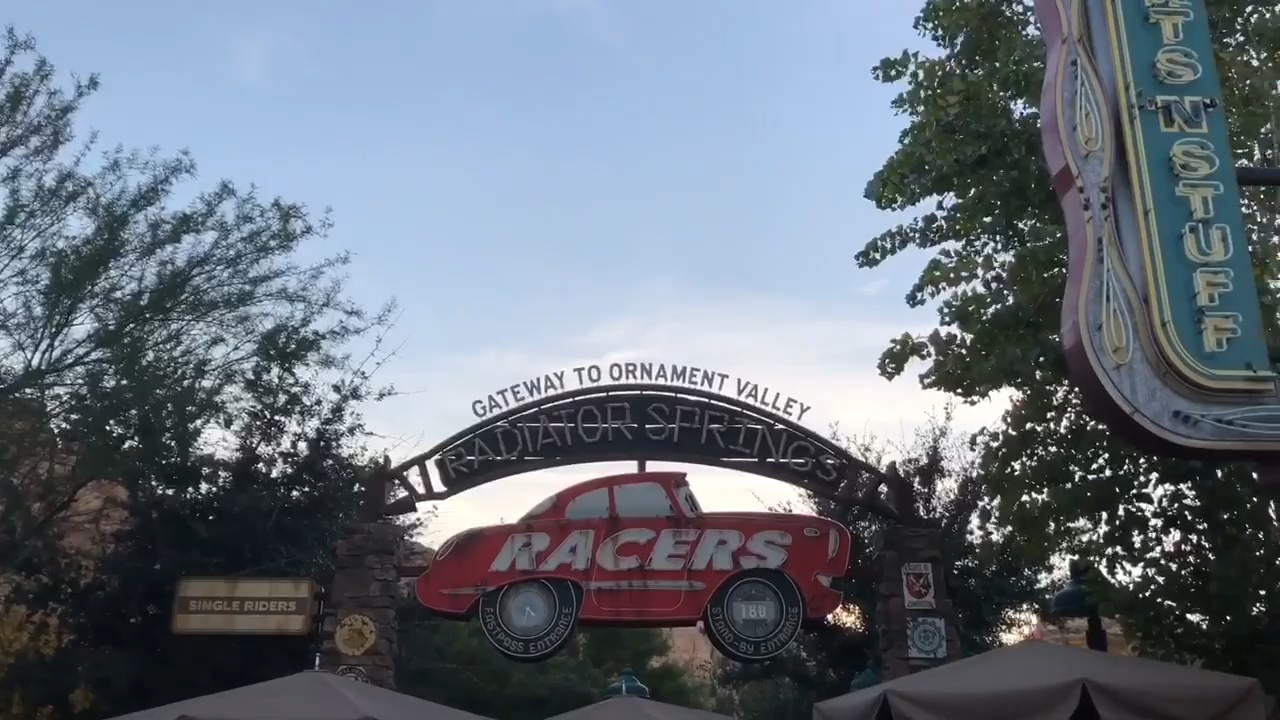 GATEWAY TO ORNAMENT VALLEY
RADIATOR SPRINGS
RACERS
SINGLE RIDERS
FASTPASS ENTRANCE
180
STAND-BY ENTRANCE
'N STUFF